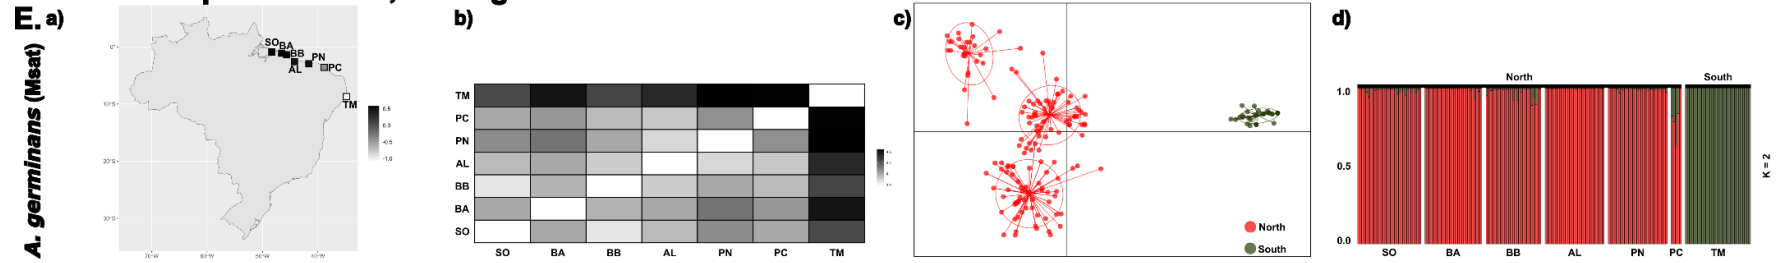 E. a)
b)
c)
d)
A. germinans (Msat)
SO BA
BB
PN
AL
PC
TM
0°
10°S
20°S
30°S
70°W
60°W
50°W
40°W
0.5
0.0
-0.5
-1.0
TM
PC
PN
AL
BB
BA
SO
SO BA BB AL PN PC TM
North
South
North South
1.0
0.5
0.0
K = 2
SO BA BB AL PN PC TM